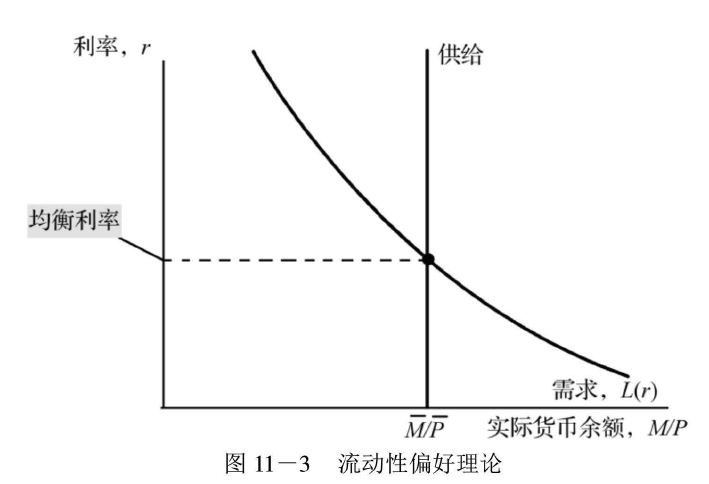 利率，r
供给
均衡利率
需求，L(r)
M̅/P̅
实际货币余额，M/P
图 11－3 流动性偏好理论